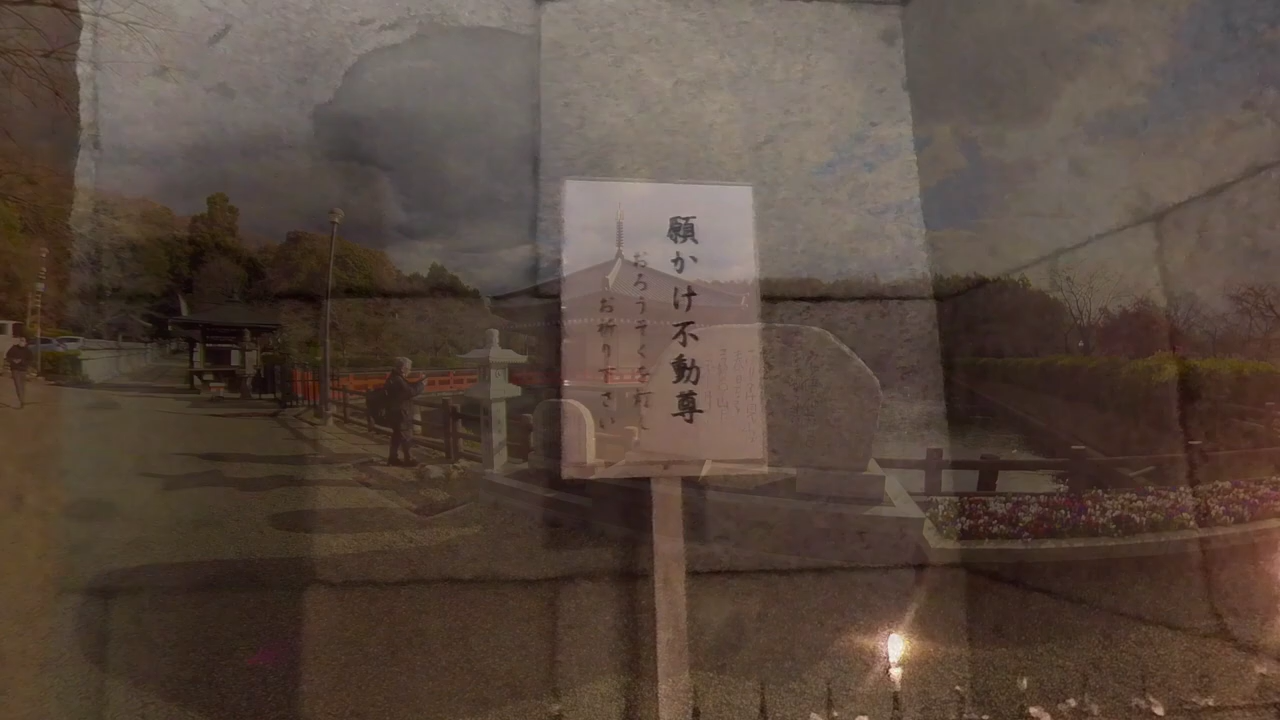 願かけ不動尊
おろうそくを灯し
お祈り下さい